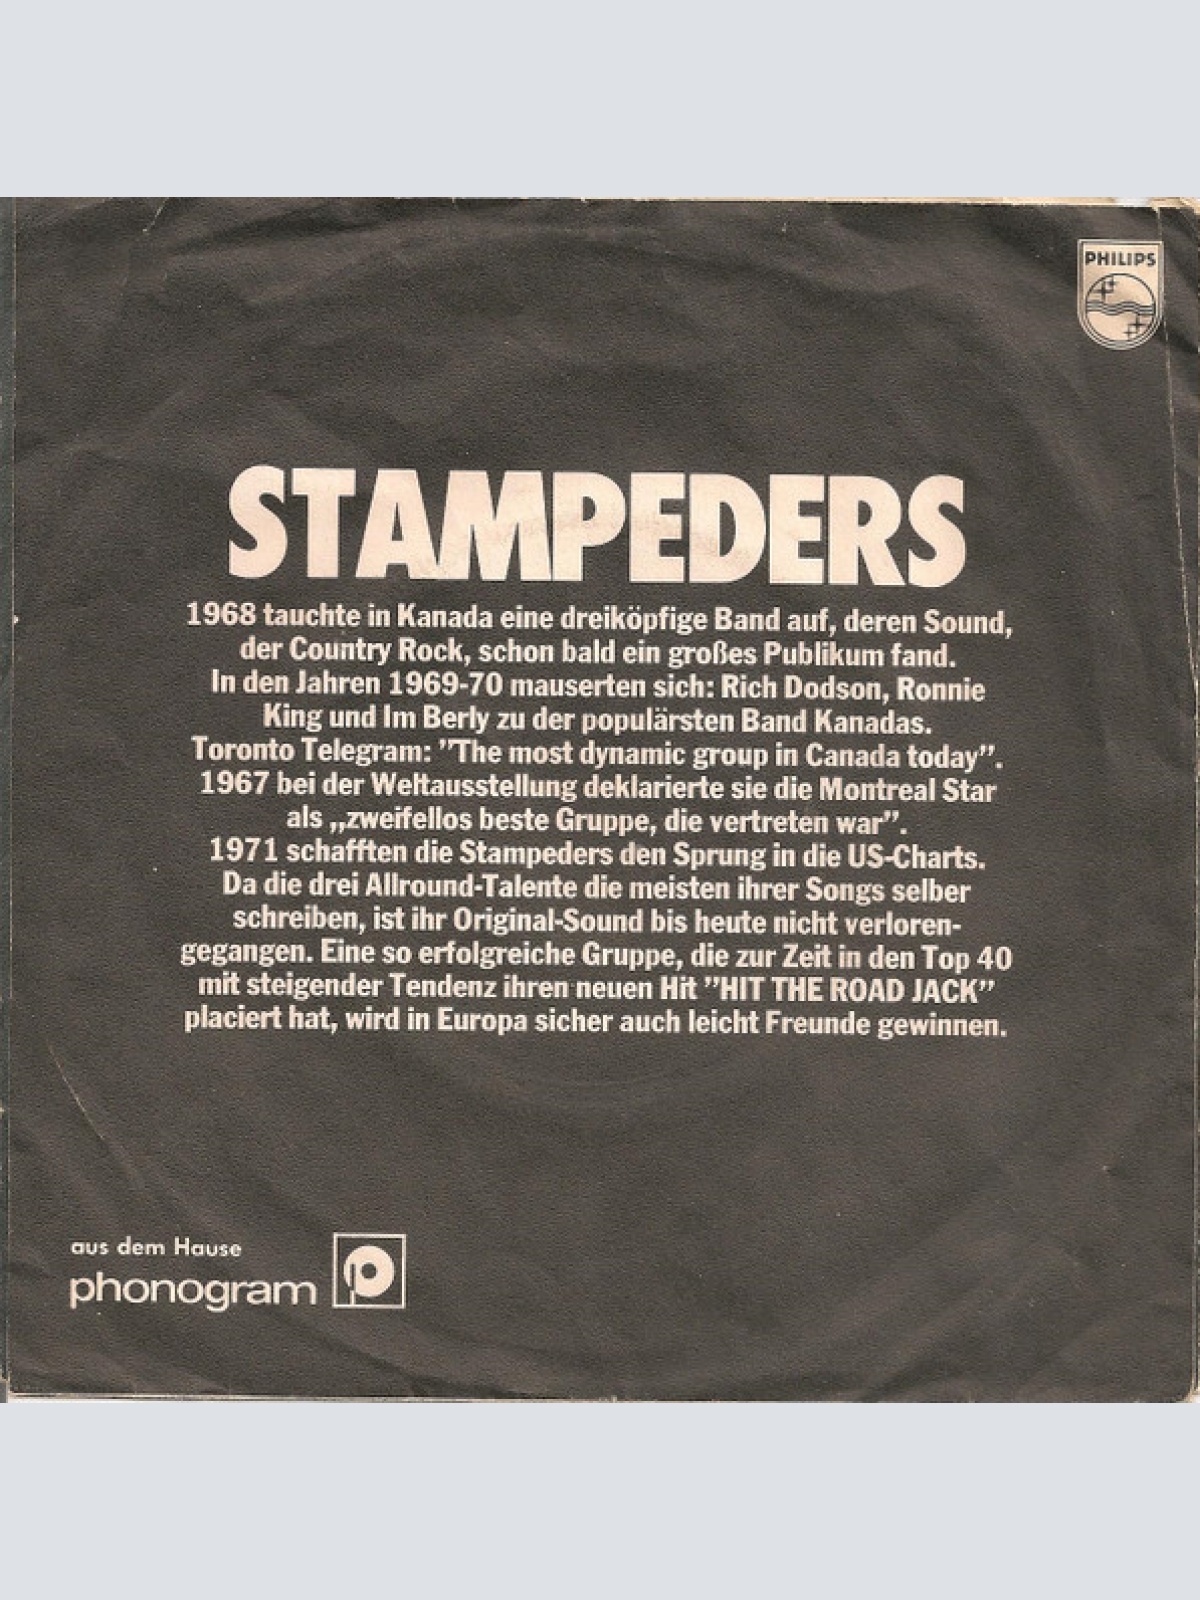 PHILIPS
STAMPEDERS
1968 tauchte in Kanada eine dreiköpfige Band auf, deren Sound,
der Country Rock, schon bald ein großes Publikum fand.
In den Jahren 1969-70 mauserten sich: Rich Dodson, Ronnie
King und Im Berly zu der populärsten Band Kanadas.
Toronto Telegram: "The most dynamic group in Canada today".
1967 bei der Weltausstellung deklarierte sie die Montreal Star
als „zweifellos beste Gruppe, die vertreten war".
1971 schafften die Stampeders den Sprung in die US-Charts.
Da die drei Allround-Talente die meisten ihrer Songs selber
schreiben, ist ihr Original-Sound bis heute nicht verloren-
gegangen. Eine so erfolgreiche Gruppe, die zur Zeit in den Top 40
mit steigender Tendenz ihren neuen Hit "HIT THE ROAD JACK"
placiert hat, wird in Europa sicher auch leicht Freunde gewinnen.
aus dem Hause
phonogram